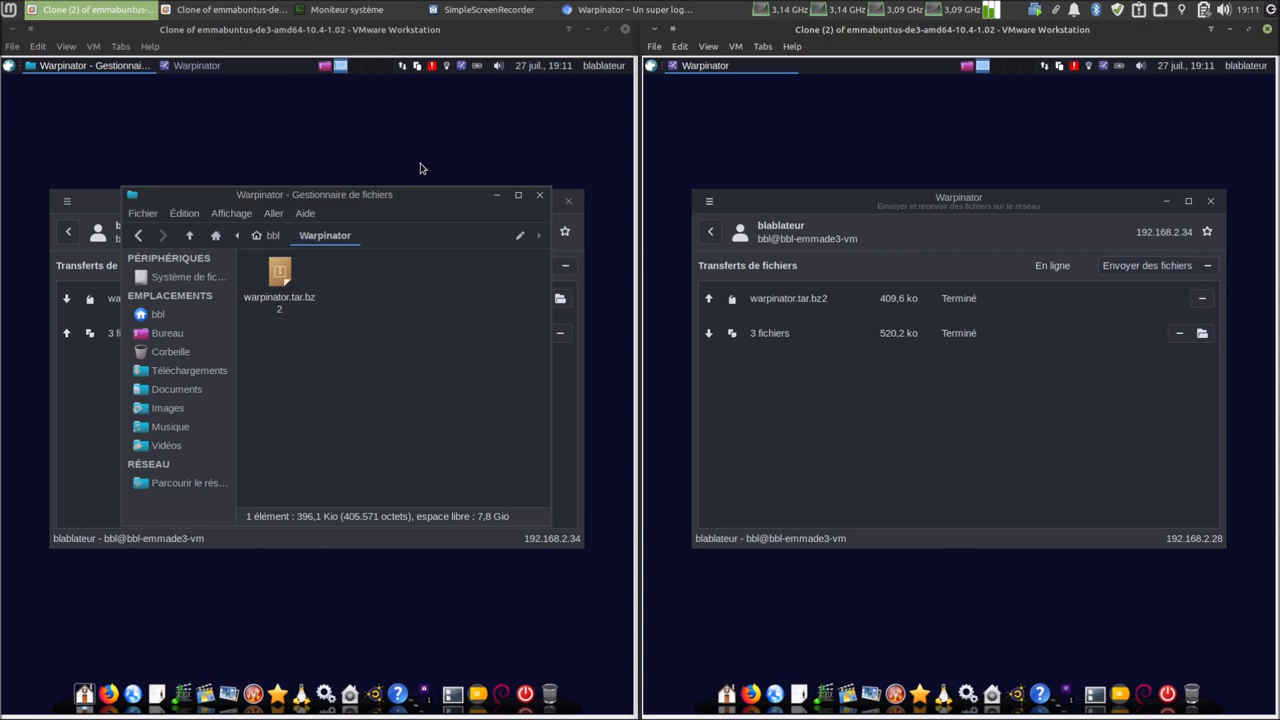 Clone (2) of emmabuntus-...
Clone of emmabuntus-de...
Moniteur système
SimpleScreenRecorder
Warpinator – Un super log...
3,14 GHz
3,14 GHz
3,09 GHz
3,09 GHz
19:11
Clone of emmabuntus-de3-amd64-10.4-1.02 - VMware Workstation
File Edit View VM Tabs Help
Warpinator - Gestionnai...
Warpinator
27 juil., 19:11
blablateur
Warpinator - Gestionnaire de fichiers
Fichier Édition Affichage Aller Aide
bbl
Warpinator
b
bb
Transferts de
wa
3 fi
PÉRIPHÉRIQUES
Système de fic...
EMPLACEMENTS
bbl
Bureau
Corbeille
Téléchargements
Documents
Images
Musique
Vidéos
RÉSEAU
Parcourir le rés...
warpinator.tar.bz
2
1 élément : 396,1 Kio (405.571 octets), espace libre : 7,8 Gio
blablateur - bbl@bbl-emmade3-vm
192.168.2.34
Clone (2) of emmabuntus-de3-amd64-10.4-1.02 - VMware Workstation
File Edit View VM Tabs Help
Warpinator
27 juil., 19:11
blablateur
Warpinator
Envoyer et recevoir des fichiers sur le réseau
blablateur
bbl@bbl-emmade3-vm
192.168.2.34
Transferts de fichiers
En ligne
Envoyer des fichiers
warpinator.tar.bz2 409,6 ko Terminé
3 fichiers 520,2 ko Terminé
blablateur - bbl@bbl-emmade3-vm
192.168.2.28